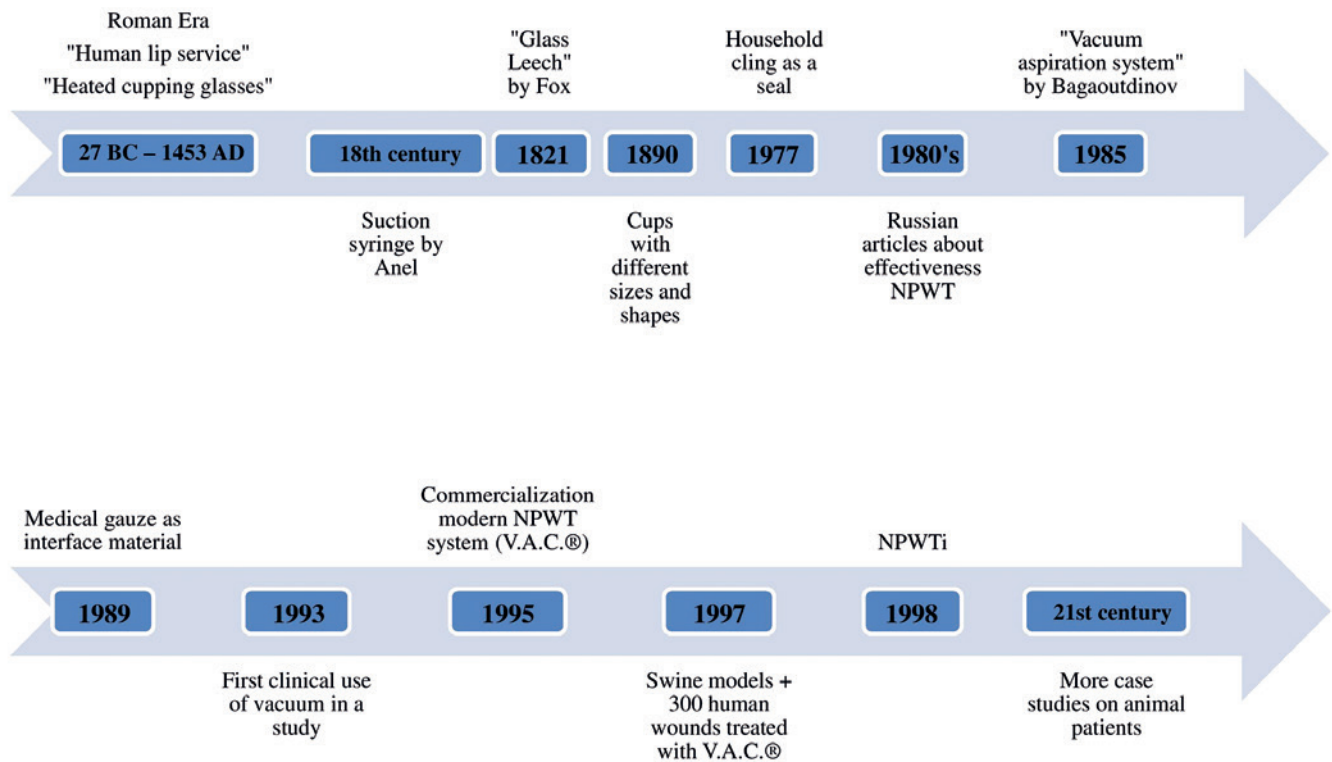 Roman Era
"Human lip service"
"Heated cupping glasses"
27 BC – 1453 AD
18th century
Suction
syringe by
Anel
"Glass
Leech"
by Fox
1821
1890
Cups
with
different
sizes and
shapes
Household
cling as a
seal
1977
1980's
Russian
articles about
effectiveness
NPWT
"Vacuum
aspiration system"
by Bagaoutdinov
1985
Medical gauze as
interface material
1989
1993
First clinical use
of vacuum in a
study
Commercialization
modern NPWT
system (V.A.C.®)
1995
1997
Swine models +
300 human
wounds treated
with V.A.C.®
NPWTi
1998
21st century
More case
studies on animal
patients